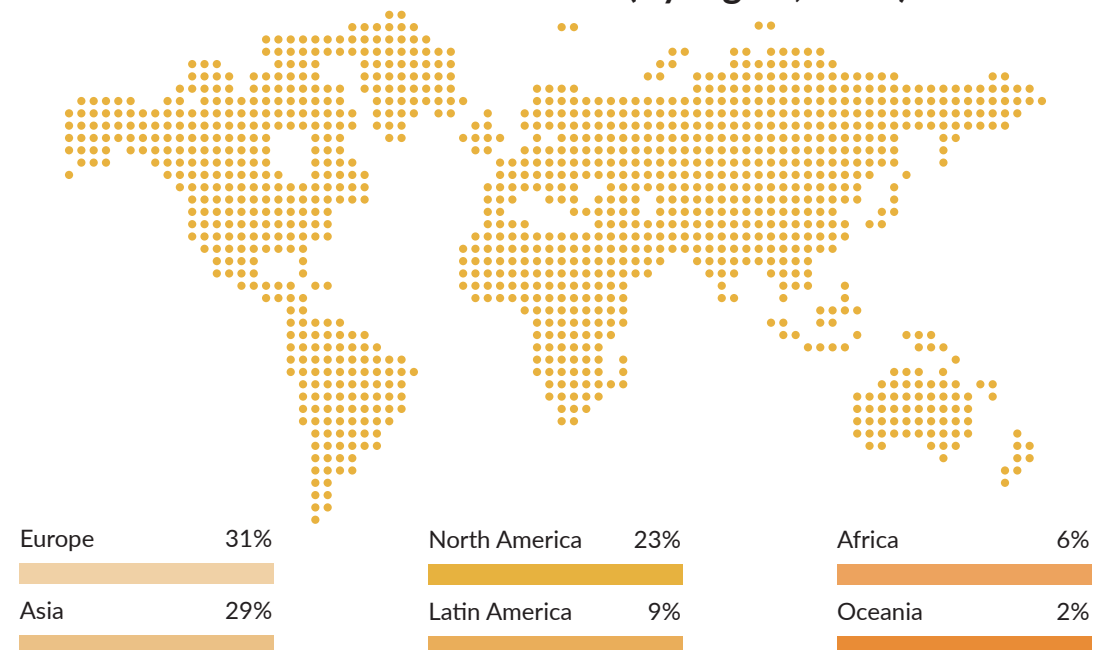 Europe 31%
North America 23%
Africa 6%
Asia 29%
Latin America 9%
Oceania 2%